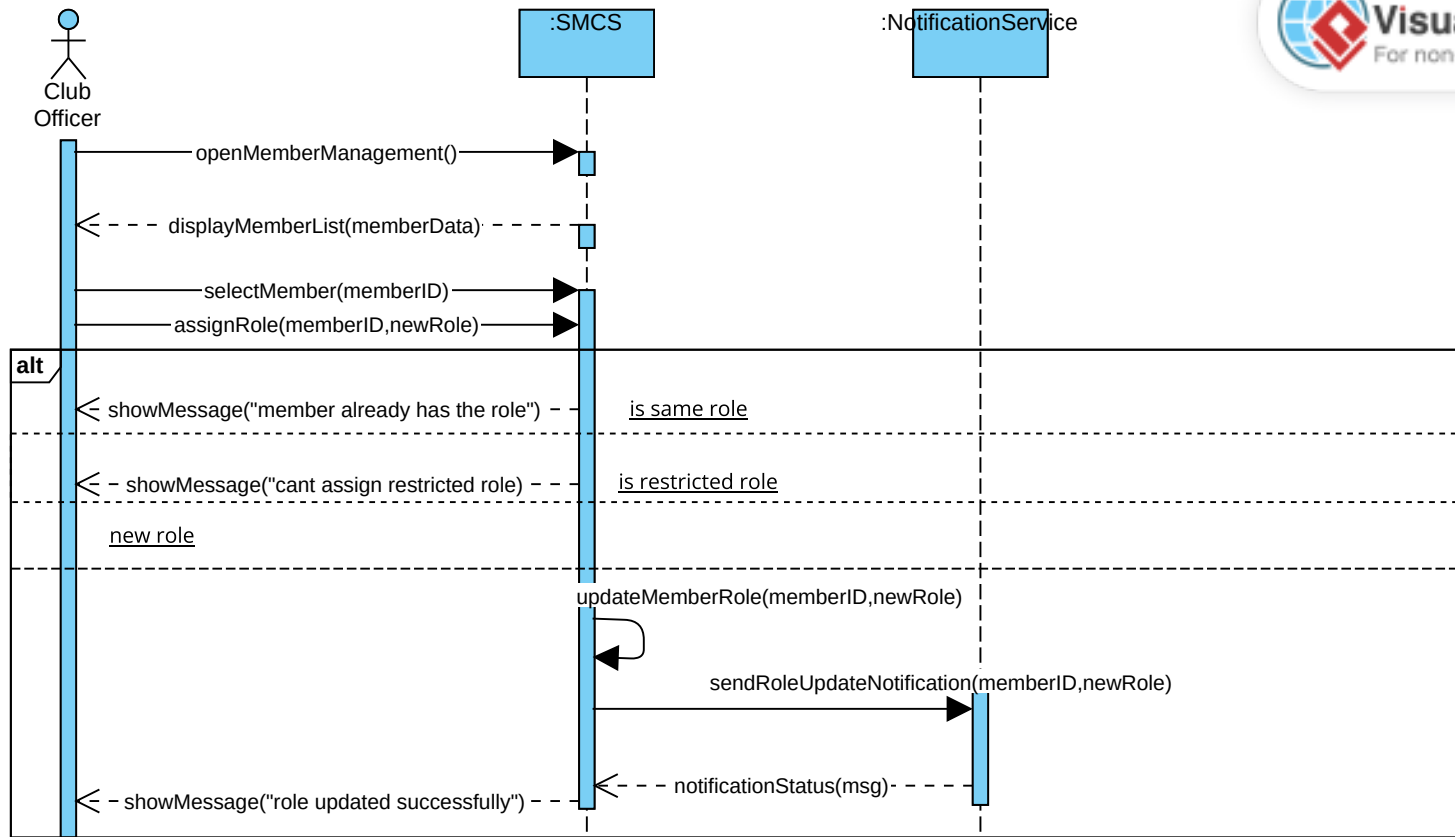 :SMCS
:NotificationService
For non
Club
Officer
openMemberManagement()
displayMemberList(memberData)
selectMember(memberID)
assignRole(memberID,newRole)
alt
showMessage("member already has the role")
is same role
showMessage("cant assign restricted role)
is restricted role
new role
updateMemberRole(memberID,newRole)
sendRoleUpdateNotification(memberID,newRole)
notificationStatus(msg)
showMessage("role updated successfully")